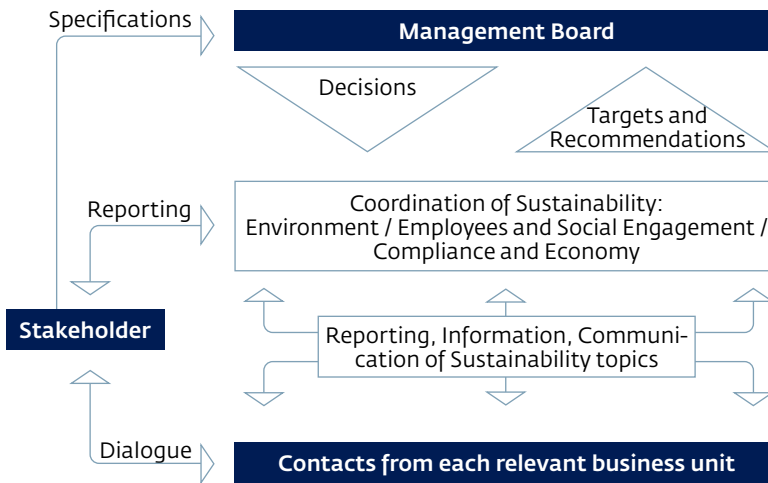 Specifications
Management Board
Decisions
Targets and
Recommendations
Reporting
Coordination of Sustainability:
Environment / Employees and Social Engagement /
Compliance and Economy
Stakeholder
Reporting, Information, Communi-
cation of Sustainability topics
Dialogue
Contacts from each relevant business unit